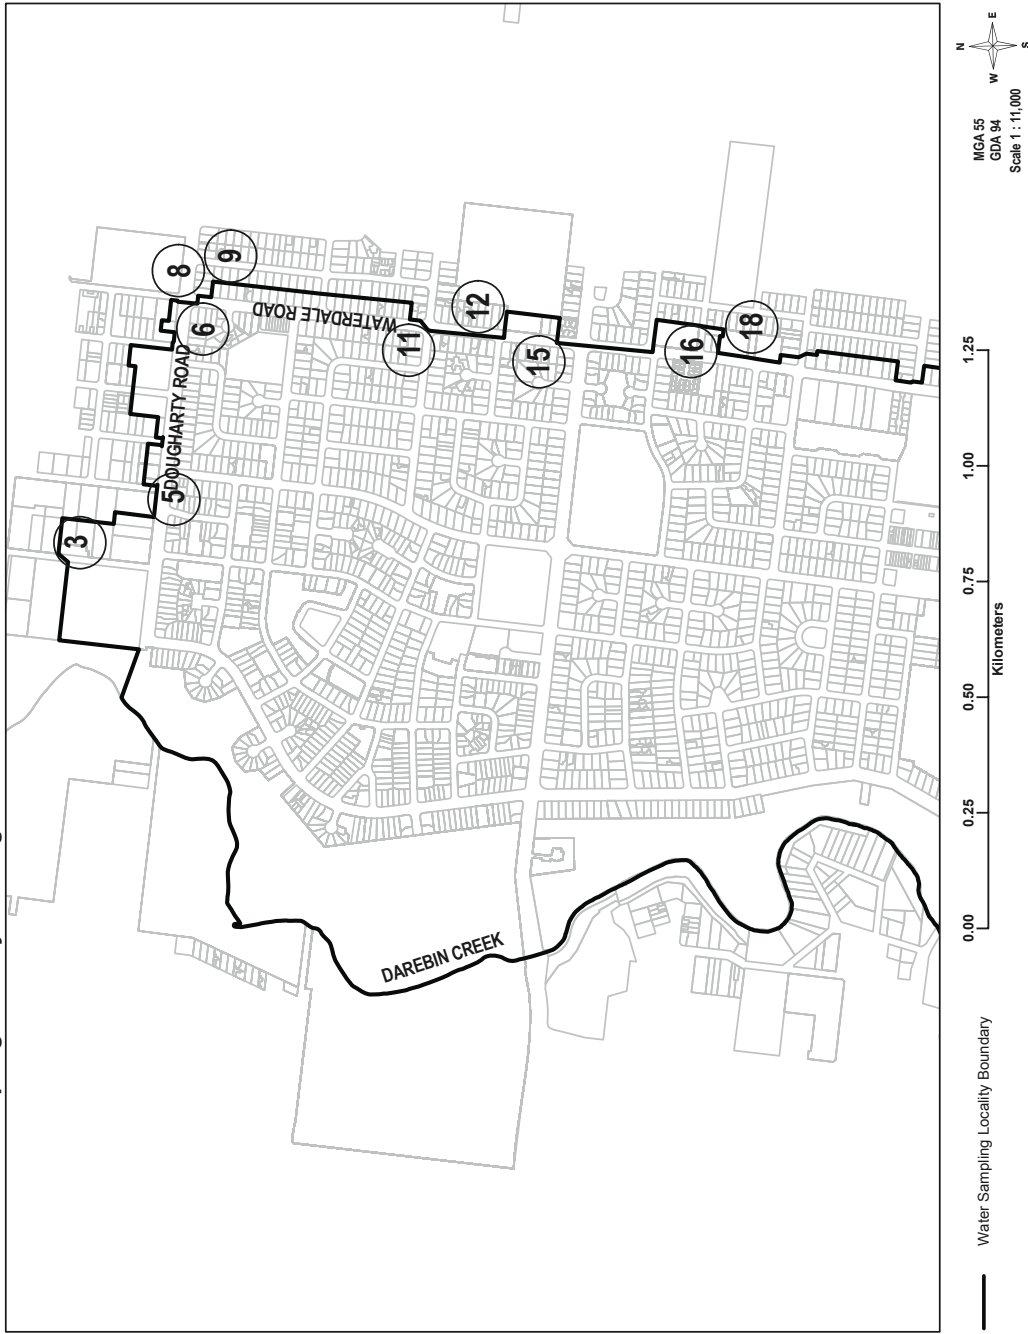 3
5
DOUGHARTY ROAD
6
8
9
WATERDALE ROAD
11
12
15
16
18
DAREBIN CREEK
Water Sampling Locality Boundary
0.00 0.25 0.50 0.75 1.00 1.25
Kilometers
MGA 55
GDA 94
Scale 1 : 11,000
N
W E
S